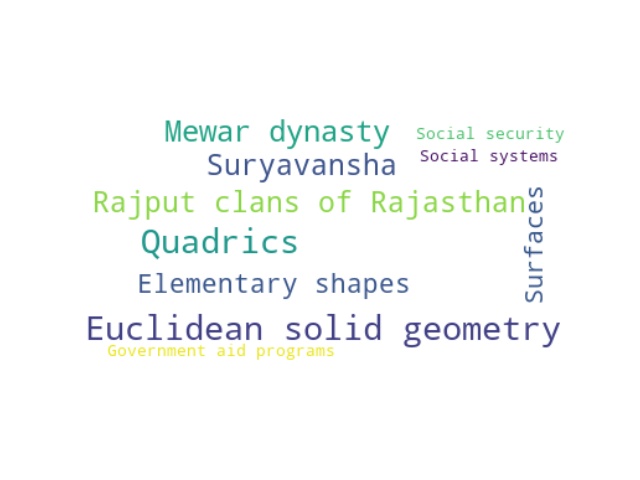 Mewar dynasty
Social security
Suryavansha
Social systems
Rajput clans of Rajasthan
Surfaces
Quadrics
Elementary shapes
Euclidean solid geometry
Government aid programs